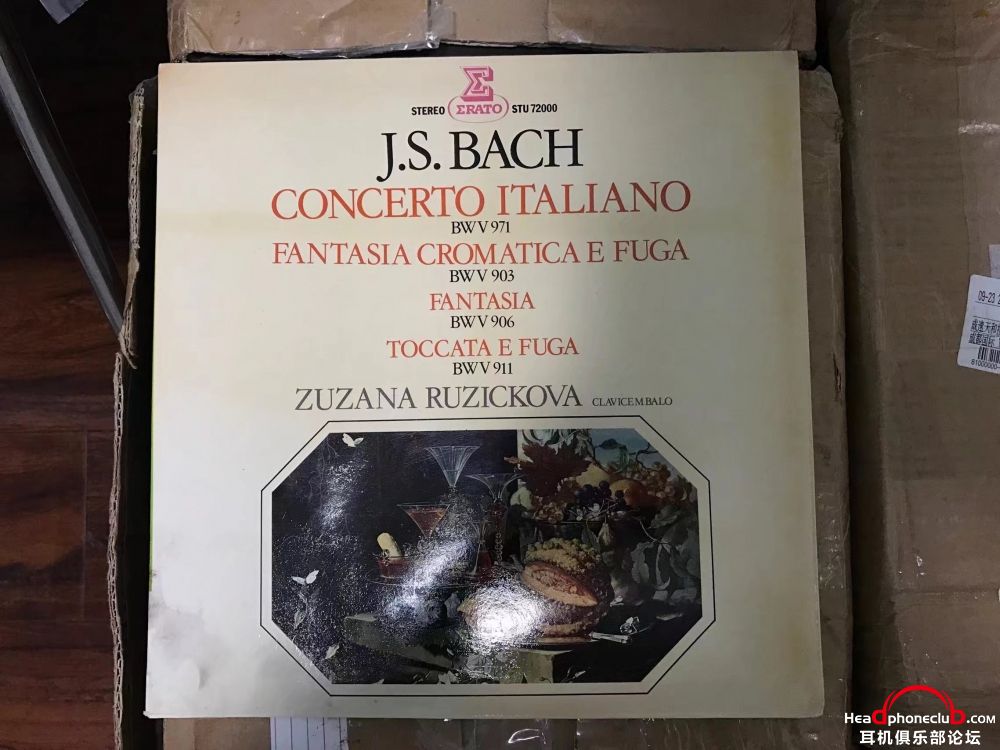 STEREO ERATO STU 72000
J.S. BACH
CONCERTO ITALIANO
BWV 971
FANTASIA CROMATICA E FUGA
BWV 903
FANTASIA
BWV 906
TOCCATA E FUGA
BWV 911
ZUZANA RUZICKOVA CLAVICEMBALO
09-23
Headphoneclub.com
耳机俱乐部论坛